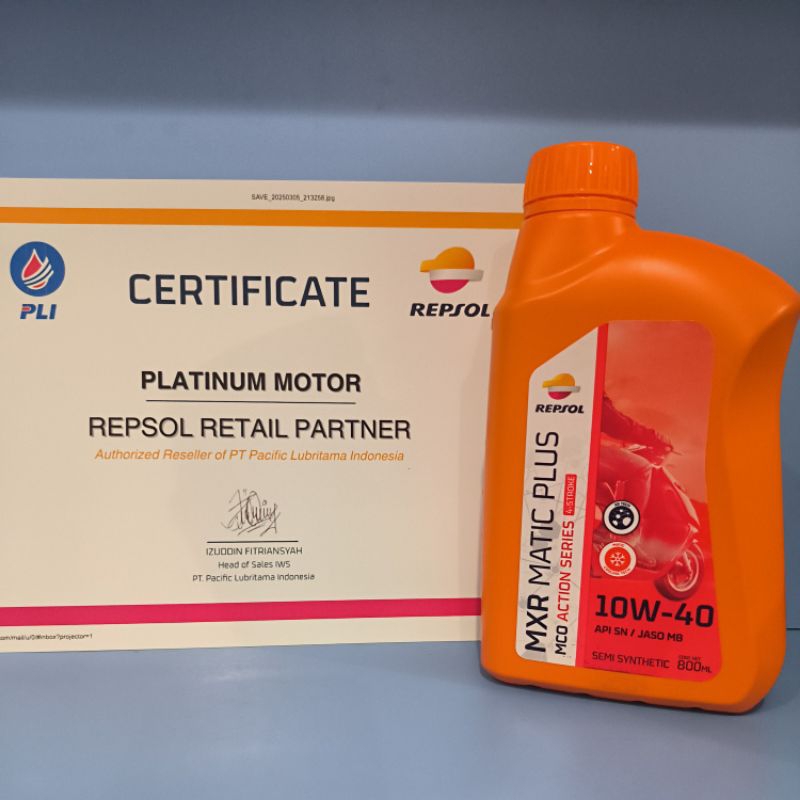 SAVE_20250305_213258.jpg
PLI
CERTIFICATE
REPSOL
PLATINUM MOTOR
REPSOL RETAIL PARTNER
Authorized Reseller of PT Pacific Lubritama Indonesia
IZUDDIN FITRIANSYAH
Head of Sales IWS
PT. Pacific Lubritama Indonesia
REPSOL
MXR MATIC PLUS
MCO ACTION SERIES 4-STROKE
10W-40
API SN / JASO MB
SEMI SYNTHETIC
800ML